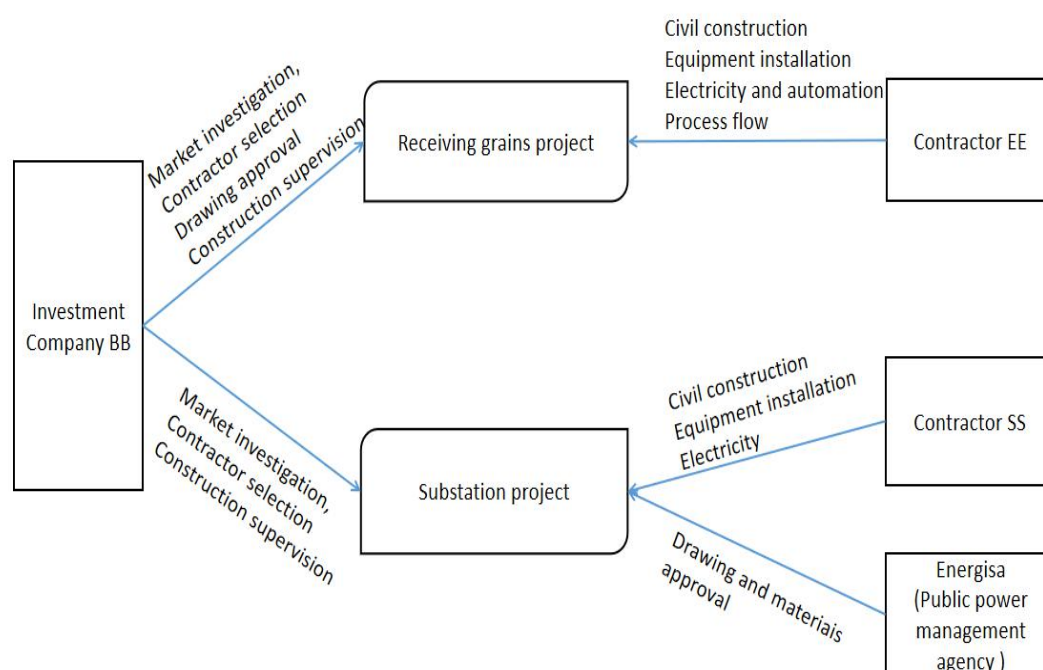 Investment
Company BB
Market investigation,
Contractor selection
Drawing approval
Construction supervision
Receiving grains project
Civil construction
Equipment installation
Electricity and automation
Process flow
Contractor EE
Market investigation,
Contractor selection
Construction supervision
Substation project
Civil construction
Equipment installation
Electricity
Contractor SS
Drawing and materiais
approval
Energisa
(Public power
management
agency )